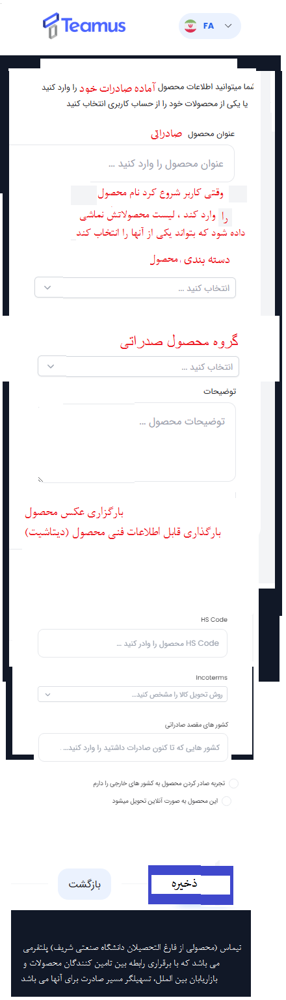 Teamus
FA
شما میتوانید اطلاعات محصول آماده صادرات خود را وارد کنید
یا یکی از محصولات خود را از حساب کاربری انتخاب کنید
عنوان محصول صادراتی
عنوان محصول را وارد کنید ...
وقتی کاربر شروع کرد نام محصول
را وارد کند ، لیست محصولاتش نماشی
داده شود که بتواند یکی از آنها را انتخاب کند
دسته بندی محصول
انتخاب کنید ...
گروه محصول صدراتی
انتخاب کنید ...
توضیحات
توضیحات محصول ...
بارگزاری عکس محصول
بارگذاری قابل اطلاعات فنی محصول (دیتاشیت)
HS Code
HS Code محصول را وادر کنید ...
Incoterms
روش تحویل کالا را مشخص کنید...
کشور های مقصد صادراتی
کشور هایی که تا کنون صادرات داشتید را وارد کنید...
تجربه صادر کردن محصول به کشور های خارجی را دارم
این محصول به صورت آنلاین تحویل میشود
ذخیره
بازگشت
تیماس (محصولی از فارغ التحصیلان دانشگاه صنعتی شریف) پلتفرمی
می باشد که با برقراری رابطه بین تامین کنندگان محصولات و
بازاریابان بین الملل، تسهیلگر مسیر صادرت برای آنها می باشد